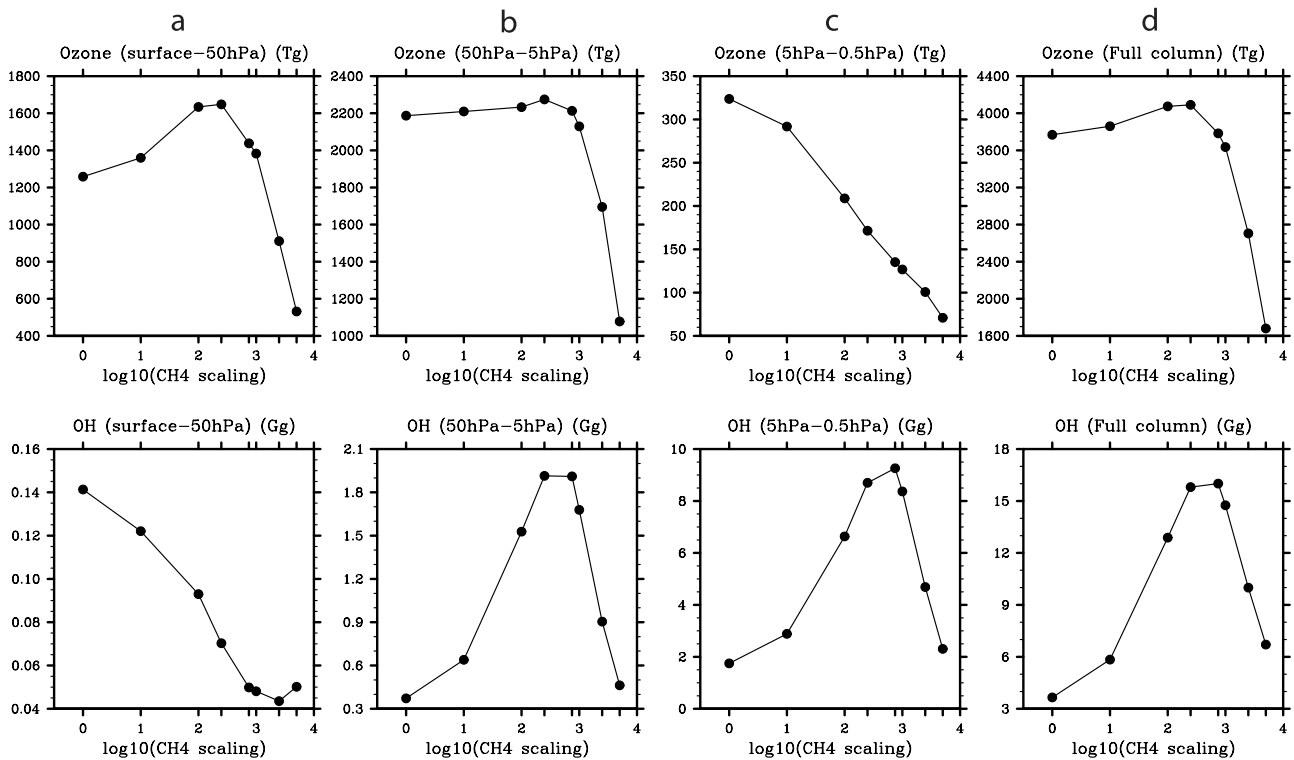 a b c d
Ozone (surface−50hPa) (Tg) Ozone (50hPa−5hPa) (Tg) Ozone (5hPa−0.5hPa) (Tg) Ozone (Full column) (Tg)
1800 2400 350 4400
1600 2200 300 4000
1400 2000 250 3600
1200 1800 200 3200
1000 1600 150 2800
800 1400 100 2400
600 1200 50 2000
400 1000 1600
0 1 2 3 4 0 1 2 3 4 0 1 2 3 4 0 1 2 3 4
log10(CH4 scaling) log10(CH4 scaling) log10(CH4 scaling) log10(CH4 scaling)
OH (surface−50hPa) (Gg) OH (50hPa−5hPa) (Gg) OH (5hPa−0.5hPa) (Gg) OH (Full column) (Gg)
0.16 2.1 10 18
0.14 1.8 8 15
0.12 1.5 6 12
0.10 1.2 4 9
0.08 0.9 2 6
0.06 0.6 0 3
0.04 0.3
0 1 2 3 4 0 1 2 3 4 0 1 2 3 4 0 1 2 3 4
log10(CH4 scaling) log10(CH4 scaling) log10(CH4 scaling) log10(CH4 scaling)